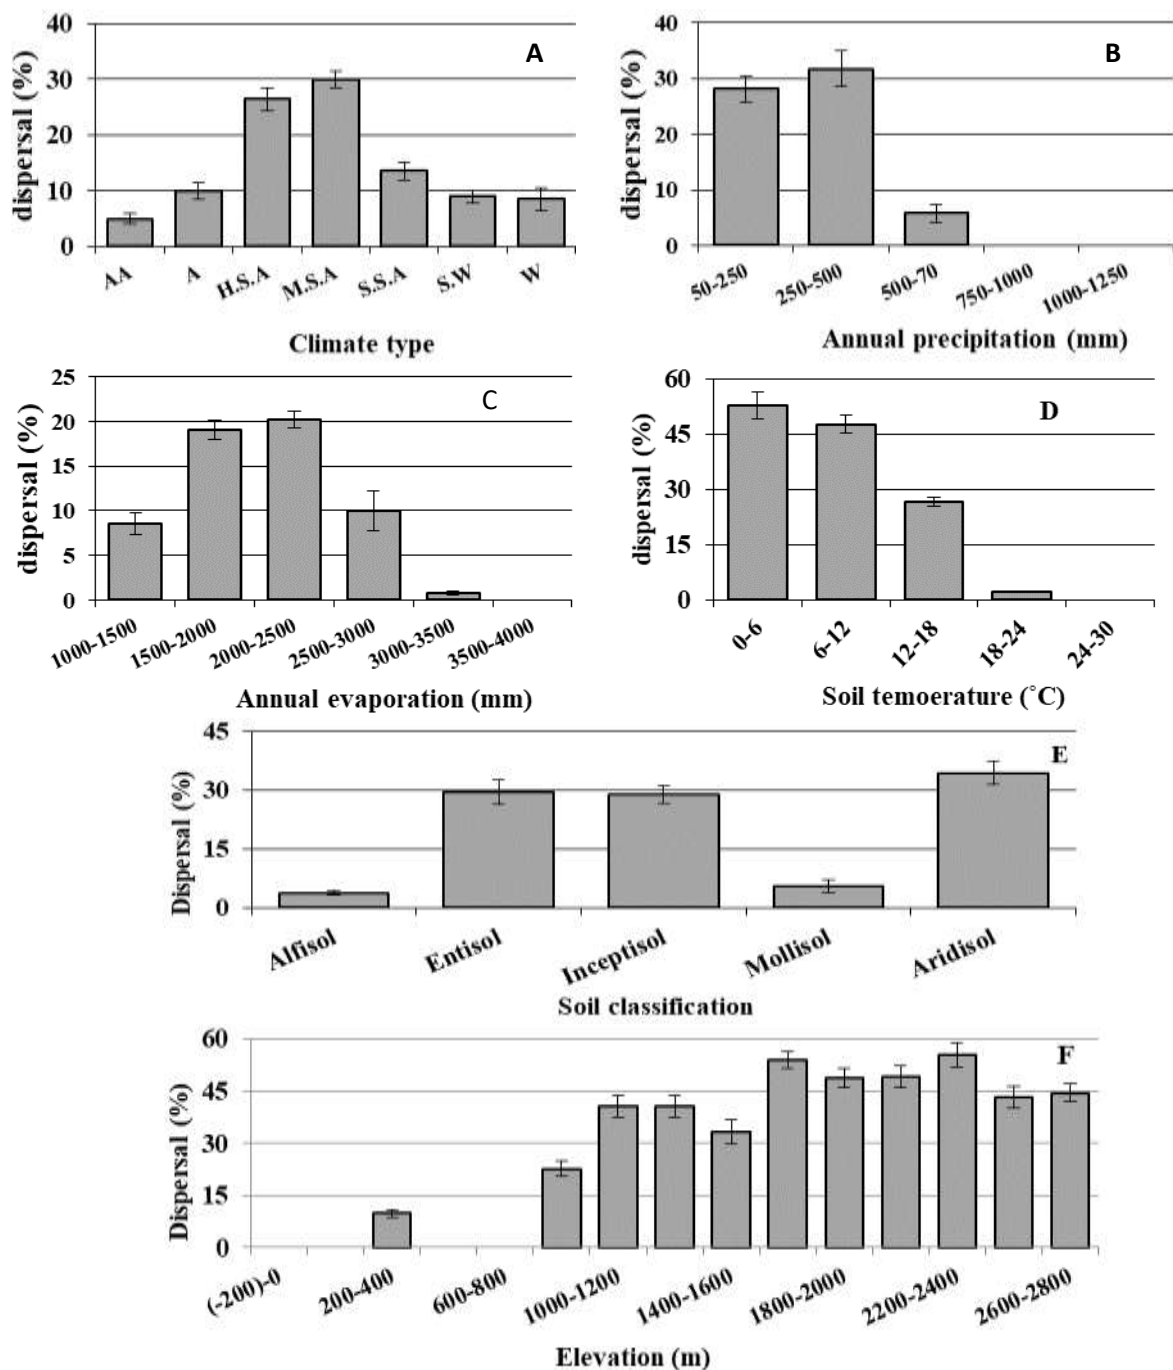 A
dispersal (%)
40
30
20
10
0
AA
A
H.S.A
M.S.A
S.S.A
S.W
W
Climate type
B
dispersal (%)
40
30
20
10
0
50-250
250-500
500-70
750-1000
1000-1250
Annual precipitation (mm)
C
dispersal (%)
25
20
15
10
5
0
1000-1500
1500-2000
2000-2500
2500-3000
3000-3500
3500-4000
Annual evaporation (mm)
D
dispersal (%)
60
45
30
15
0
0-6
6-12
12-18
18-24
24-30
Soil temoerature (˚C)
E
Dispersal (%)
45
30
15
0
Alfisol
Entisol
Inceptisol
Mollisol
Aridisol
Soil classification
F
Dispersal (%)
60
45
30
15
0
(-200)-0
200-400
600-800
1000-1200
1400-1600
1800-2000
2200-2400
2600-2800
Elevation (m)